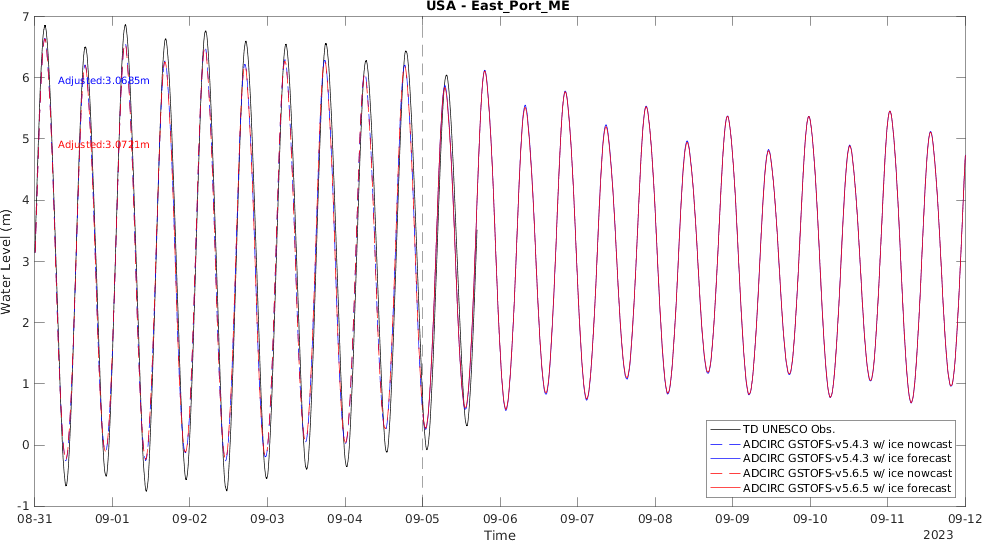 USA - East_Port_ME
7
6
5
4
3
2
1
0
-1
Water Level (m)
Adjusted:3.0685m
Adjusted:3.0721m
TD UNESCO Obs.
ADCIRC GSTOFS-v5.4.3 w/ ice nowcast
ADCIRC GSTOFS-v5.4.3 w/ ice forecast
ADCIRC GSTOFS-v5.6.5 w/ ice nowcast
ADCIRC GSTOFS-v5.6.5 w/ ice forecast
08-31 09-01 09-02 09-03 09-04 09-05 09-06 09-07 09-08 09-09 09-10 09-11 09-12
Time
2023